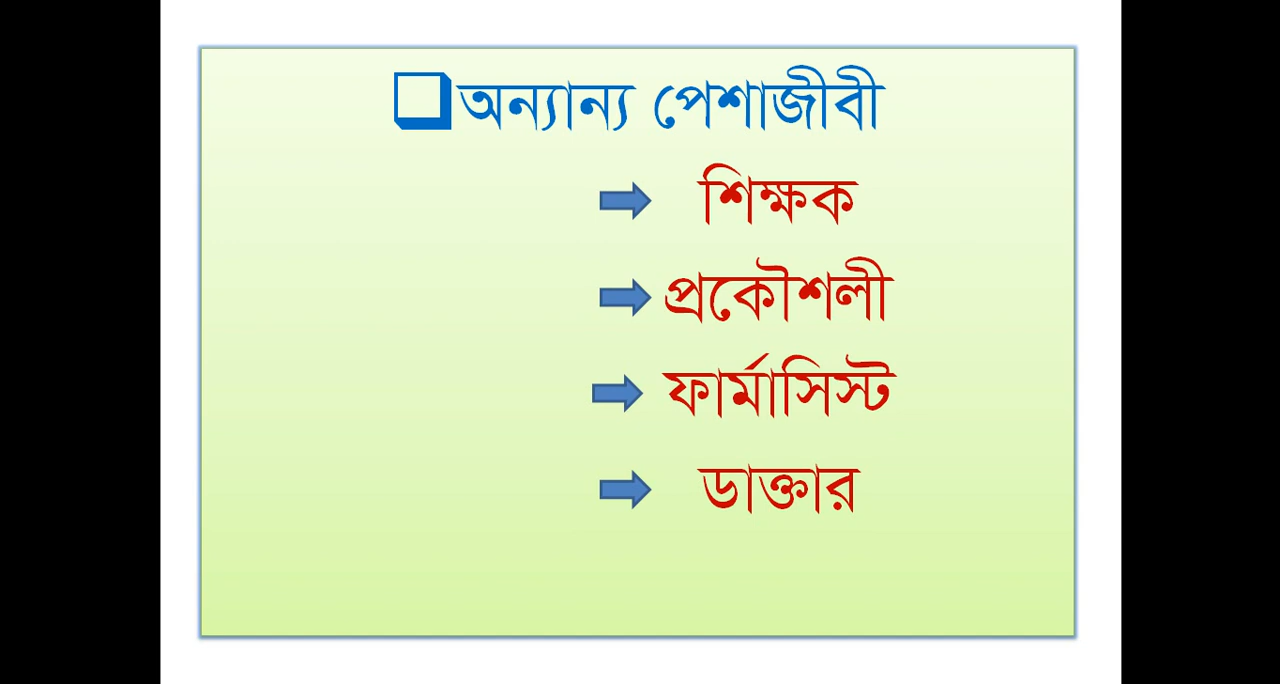 অন্যান্য পেশাজীবী
শিক্ষক
প্রকৌশলী
ফার্মাসিস্ট
ডাক্তার